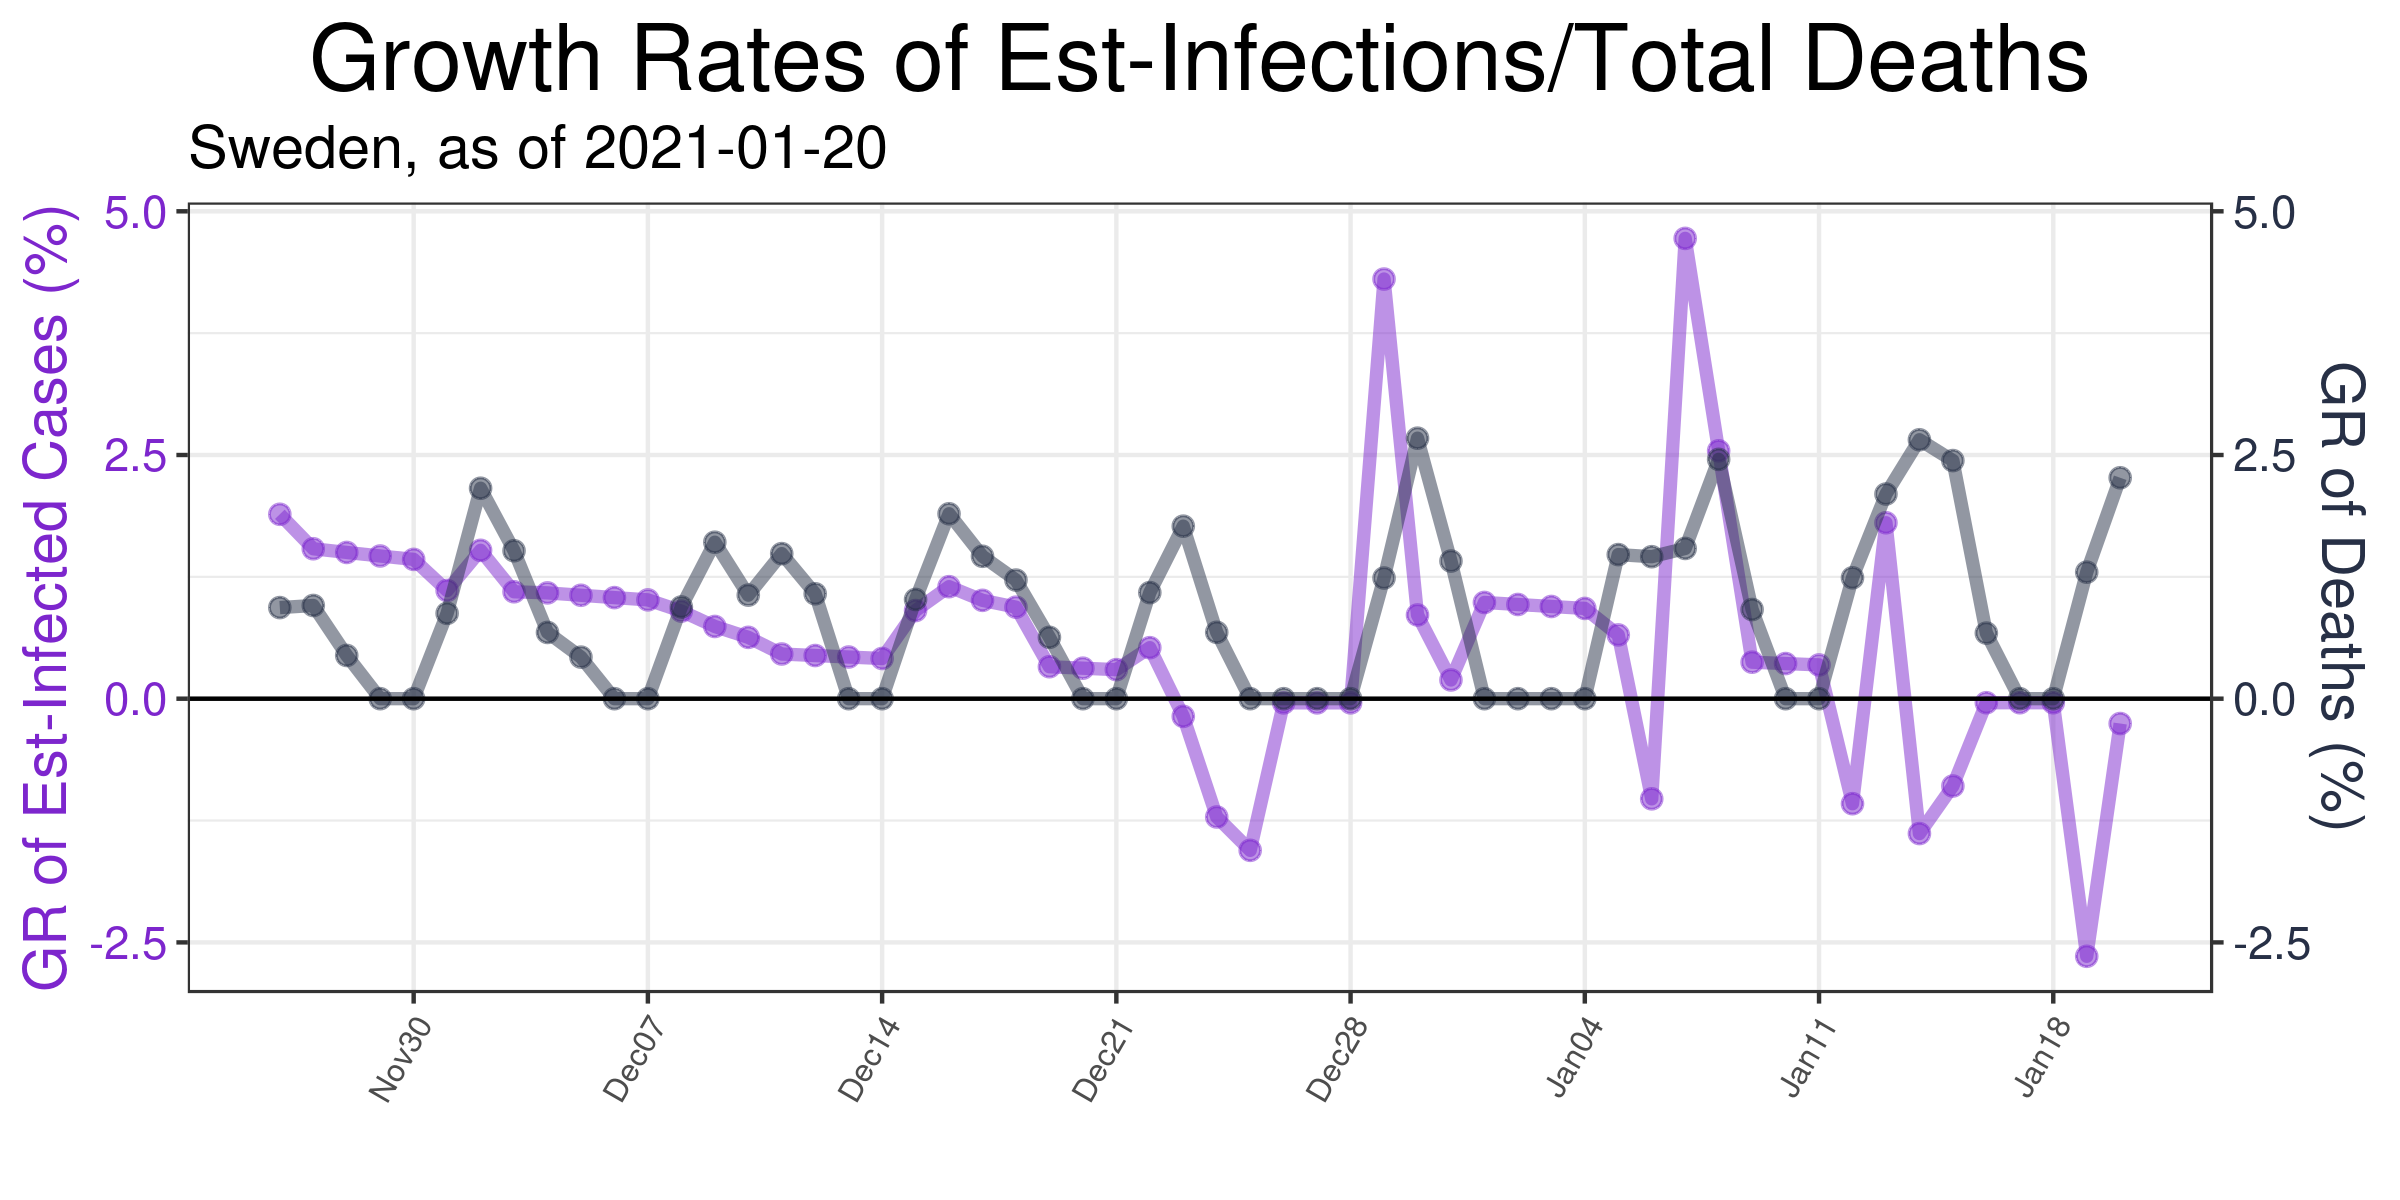 Growth Rates of Est-Infections/Total Deaths
Sweden, as of 2021-01-20
GR of Est-Infected Cases (%)
5.0
2.5
0.0
-2.5
5.0
2.5
0.0
-2.5
GR of Deaths (%)
Nov30
Dec07
Dec14
Dec21
Dec28
Jan04
Jan11
Jan18